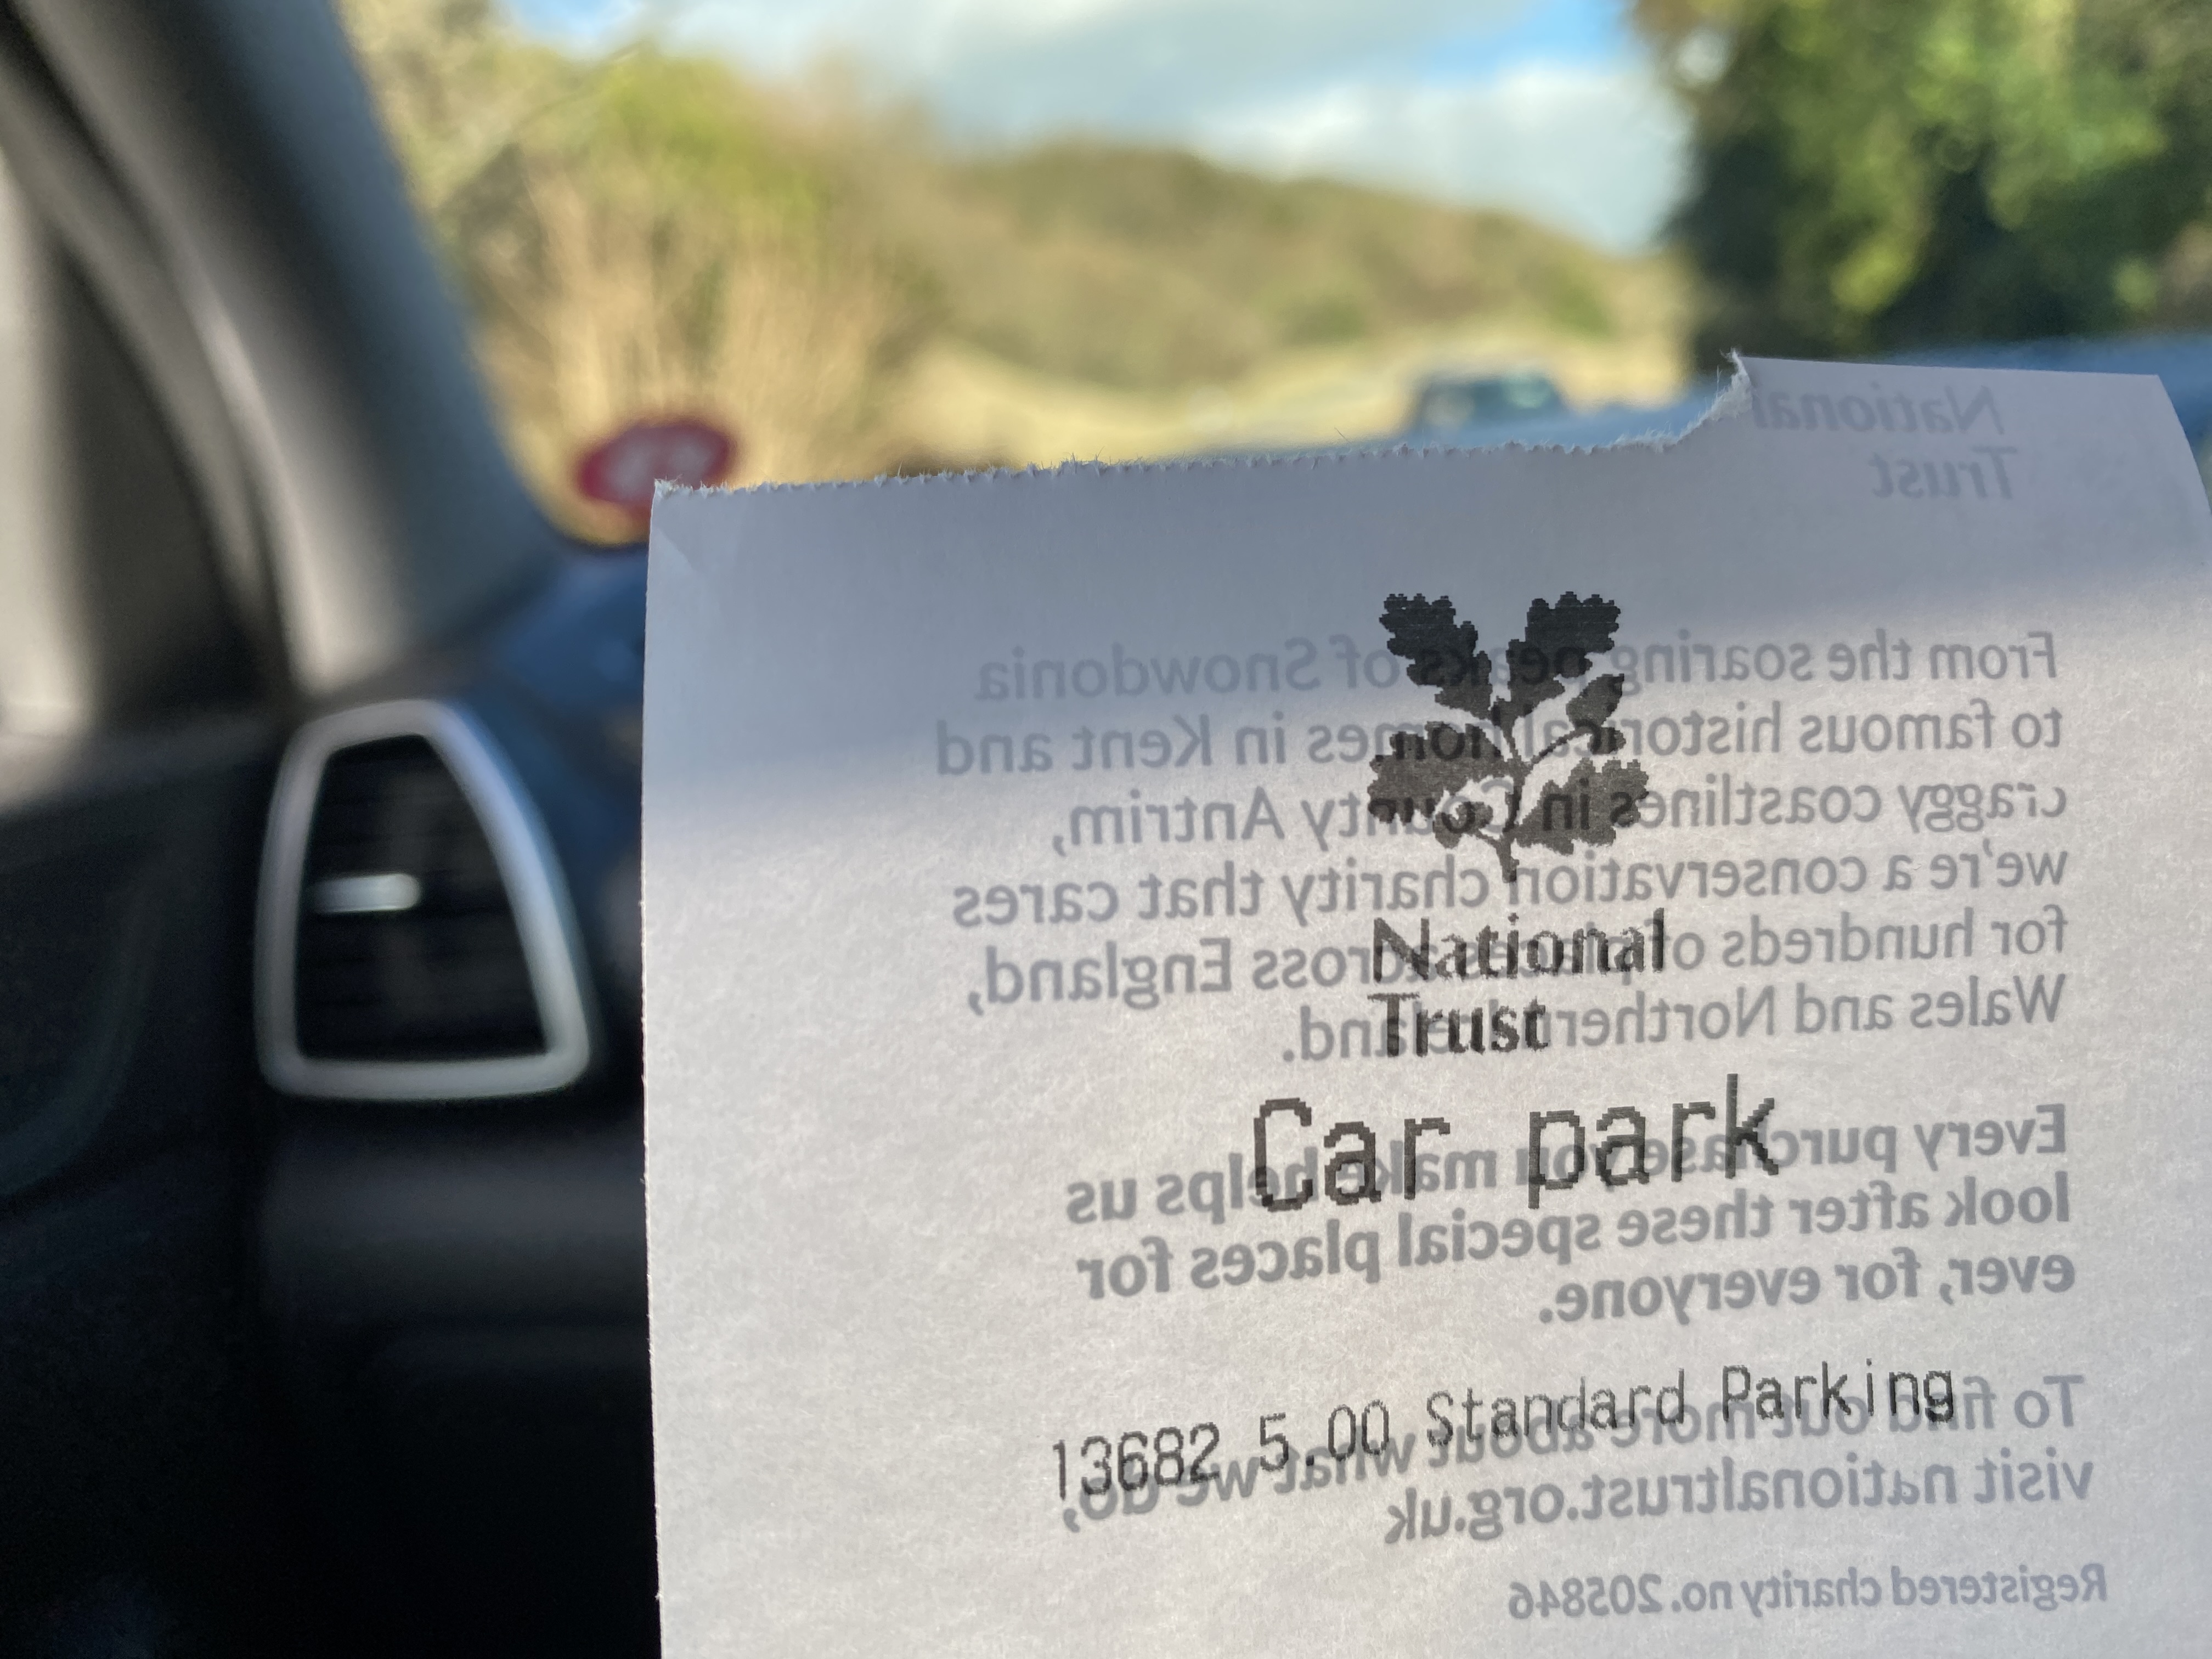 National
Trust
Car park
13682 5.00 Standard Parking
National
Trust
From the soaring peaks of Snowdonia
to famous historical homes in Kent and
craggy coastlines in County Antrim,
we're a conservation charity that cares
for hundreds of places across England,
Wales and Northern Ireland.
Every purchase you make helps us
look after these special places for
ever, for everyone.
To find out more about what we do,
visit nationaltrust.org.uk
Registered charity no. 205846